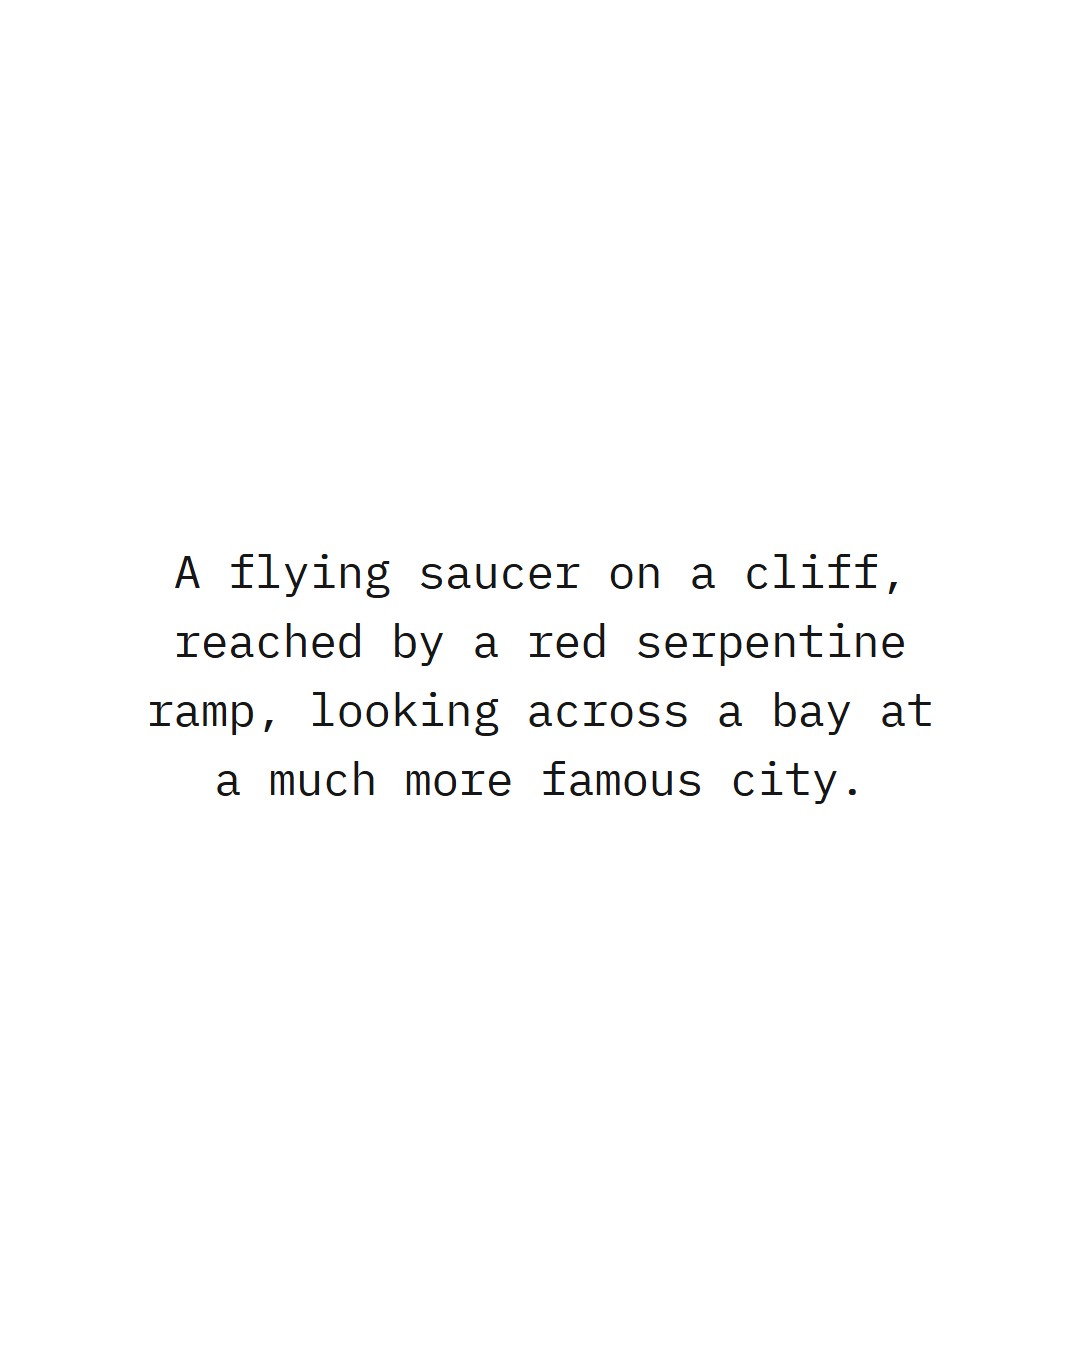 A flying saucer on a cliff,
reached by a red serpentine
ramp, looking across a bay at
a much more famous city.